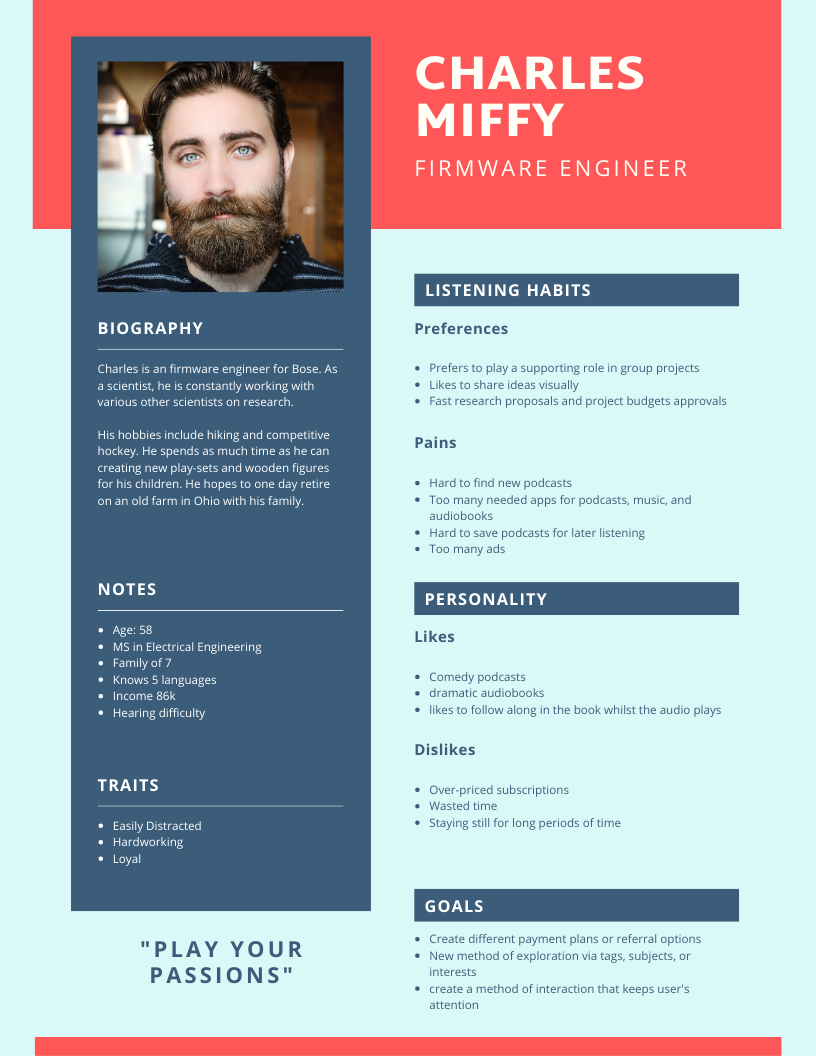 CHARLES
MIFFY
FIRMWARE ENGINEER
BIOGRAPHY
Charles is an firmware engineer for Bose. As
a scientist, he is constantly working with
various other scientists on research.
His hobbies include hiking and competitive
hockey. He spends as much time as he can
creating new play-sets and wooden figures
for his children. He hopes to one day retire
on an old farm in Ohio with his family.
NOTES
Age: 58
MS in Electrical Engineering
Family of 7
Knows 5 languages
Income 86k
Hearing difficulty
TRAITS
Easily Distracted
Hardworking
Loyal
"PLAY YOUR
PASSIONS"
LISTENING HABITS
Preferences
Prefers to play a supporting role in group projects
Likes to share ideas visually
Fast research proposals and project budgets approvals
Pains
Hard to find new podcasts
Too many needed apps for podcasts, music, and
audiobooks
Hard to save podcasts for later listening
Too many ads
PERSONALITY
Likes
Comedy podcasts
dramatic audiobooks
likes to follow along in the book whilst the audio plays
Dislikes
Over-priced subscriptions
Wasted time
Staying still for long periods of time
GOALS
Create different payment plans or referral options
New method of exploration via tags, subjects, or
interests
create a method of interaction that keeps user's
attention